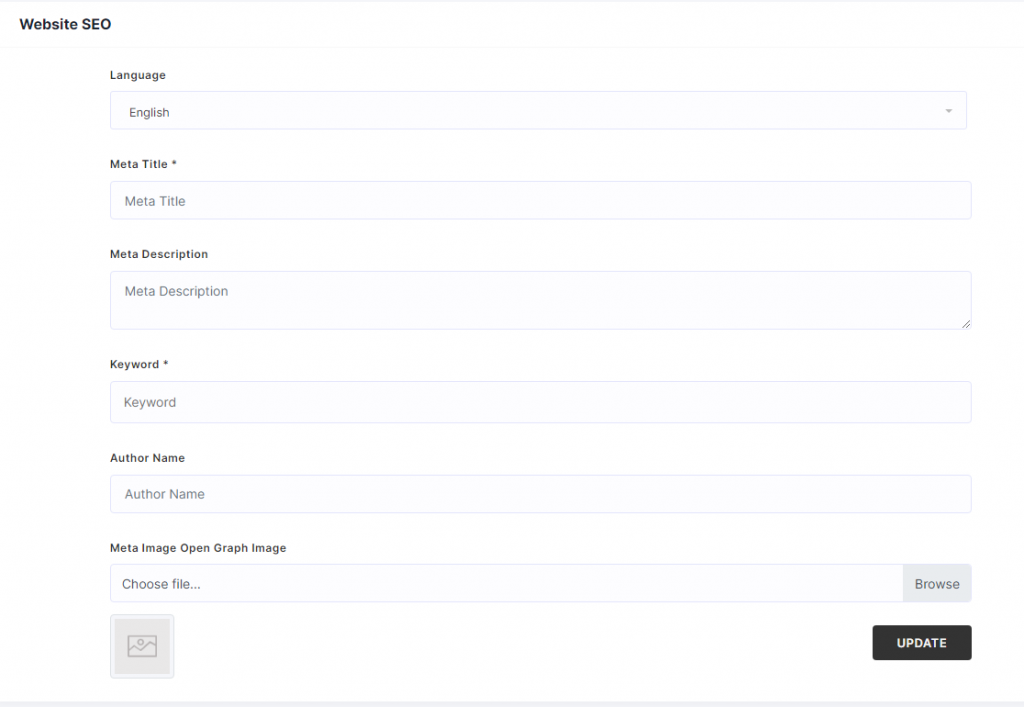 Website SEO
Language
English
Meta Title *
Meta Title
Meta Description
Meta Description
Keyword *
Keyword
Author Name
Author Name
Meta Image Open Graph Image
Choose file...
Browse
UPDATE